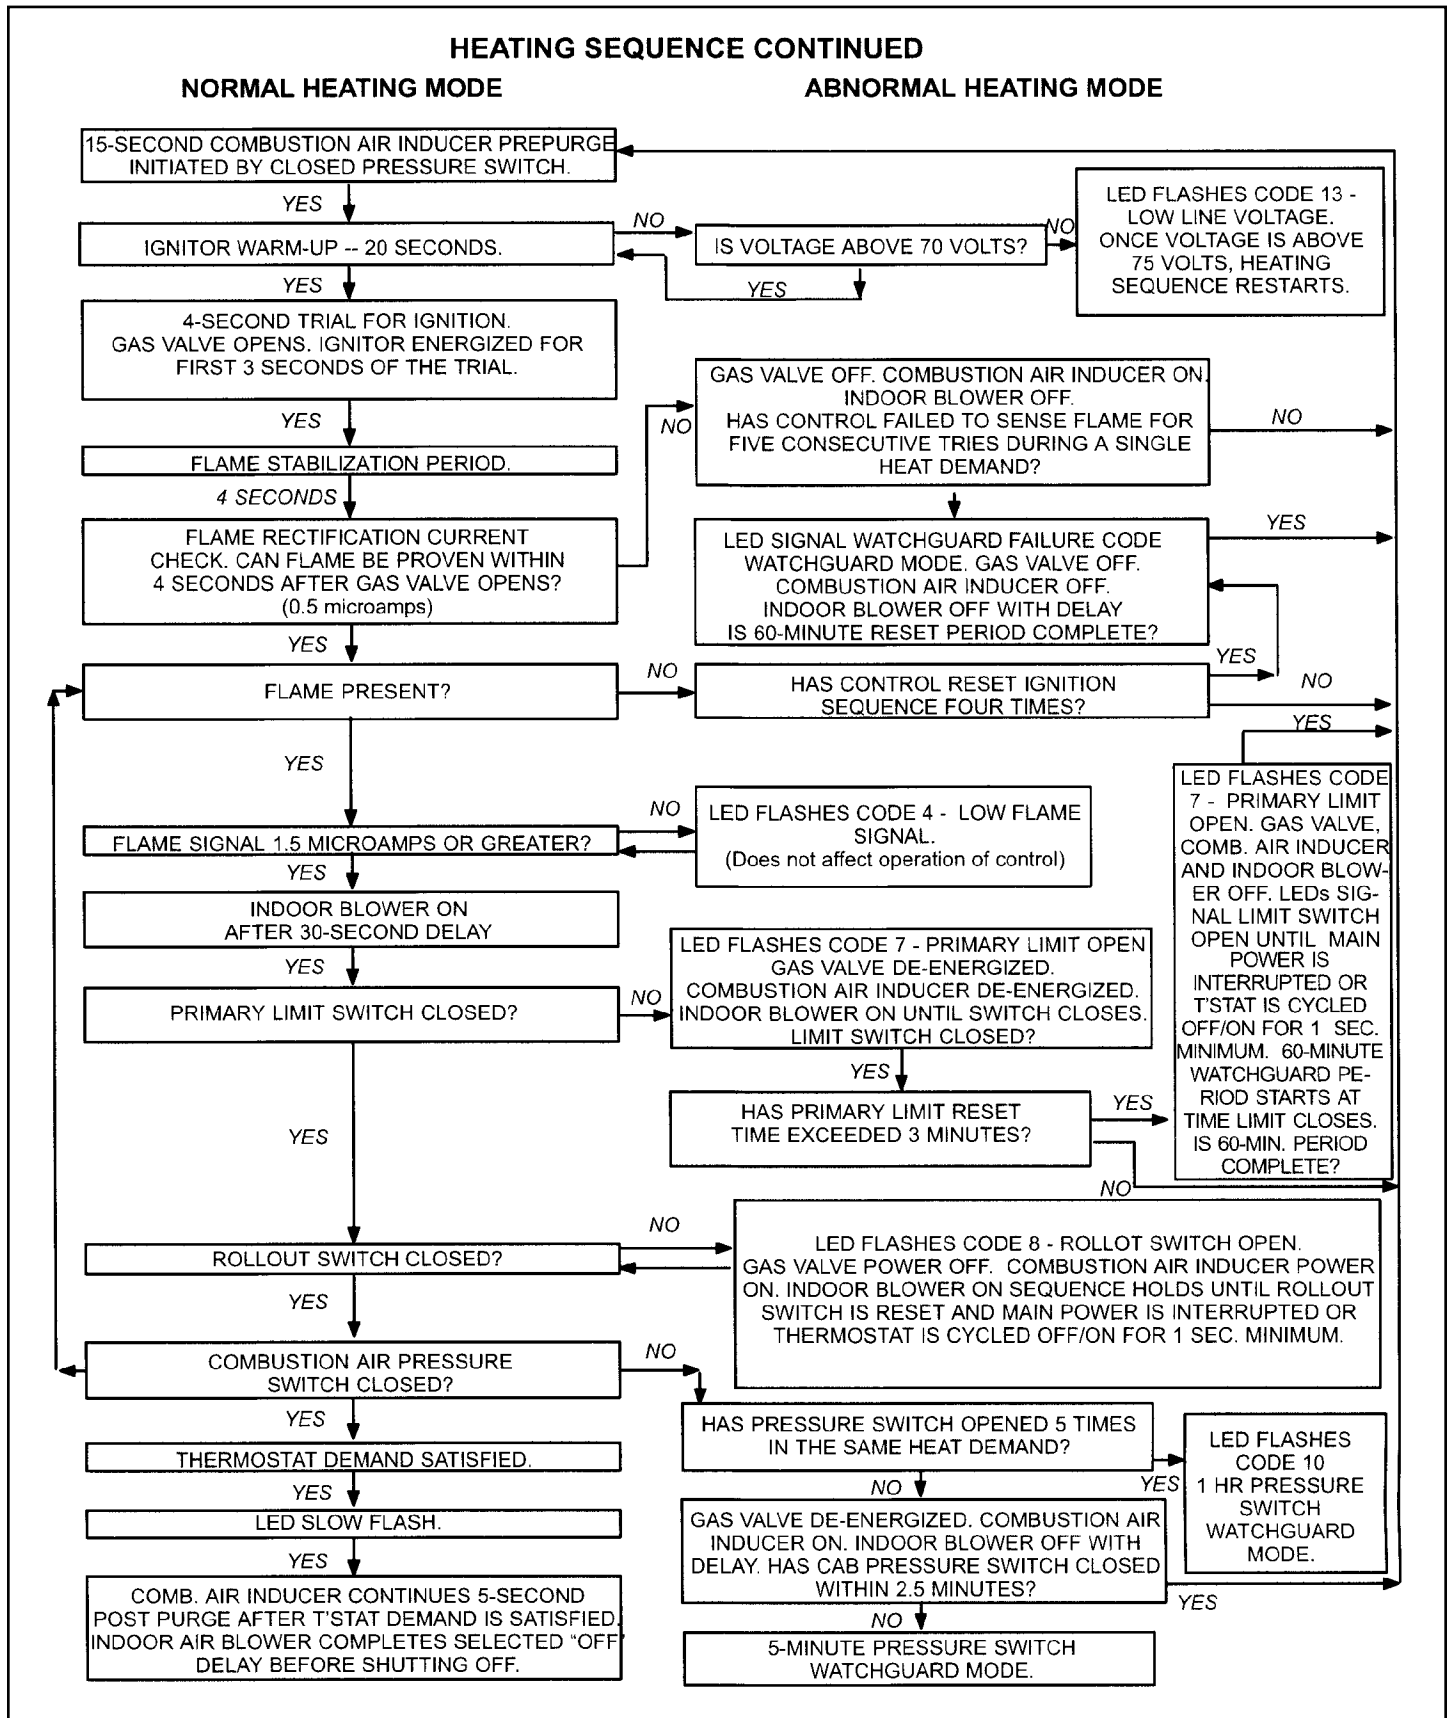 HEATING SEQUENCE CONTINUED
NORMAL HEATING MODE
ABNORMAL HEATING MODE
15-SECOND COMBUSTION AIR INDUCER PREPURGE
INITIATED BY CLOSED PRESSURE SWITCH.
YES
IGNITOR WARM-UP -- 20 SECONDS.
NO
IS VOLTAGE ABOVE 70 VOLTS?
NO
YES
LED FLASHES CODE 13 -
LOW LINE VOLTAGE.
ONCE VOLTAGE IS ABOVE
75 VOLTS, HEATING
SEQUENCE RESTARTS.
YES
4-SECOND TRIAL FOR IGNITION.
GAS VALVE OPENS. IGNITOR ENERGIZED FOR
FIRST 3 SECONDS OF THE TRIAL.
YES
FLAME STABILIZATION PERIOD.
4 SECONDS
FLAME RECTIFICATION CURRENT
CHECK. CAN FLAME BE PROVEN WITHIN
4 SECONDS AFTER GAS VALVE OPENS?
(0.5 microamps)
NO
GAS VALVE OFF. COMBUSTION AIR INDUCER ON.
INDOOR BLOWER OFF.
HAS CONTROL FAILED TO SENSE FLAME FOR
FIVE CONSECUTIVE TRIES DURING A SINGLE
HEAT DEMAND?
NO
LED SIGNAL WATCHGUARD FAILURE CODE
WATCHGUARD MODE. GAS VALVE OFF.
COMBUSTION AIR INDUCER OFF.
INDOOR BLOWER OFF WITH DELAY
IS 60-MINUTE RESET PERIOD COMPLETE?
YES
YES
FLAME PRESENT?
NO
HAS CONTROL RESET IGNITION
SEQUENCE FOUR TIMES?
YES
NO
YES
FLAME SIGNAL 1.5 MICROAMPS OR GREATER?
NO
LED FLASHES CODE 4 - LOW FLAME
SIGNAL.
(Does not affect operation of control)
YES
LED FLASHES CODE
7 - PRIMARY LIMIT
OPEN. GAS VALVE,
COMB. AIR INDUCER
AND INDOOR BLOW-
ER OFF. LEDs SIG-
NAL LIMIT SWITCH
OPEN UNTIL MAIN
POWER IS
INTERRUPTED OR
T'STAT IS CYCLED
OFF/ON FOR 1 SEC.
MINIMUM. 60-MINUTE
WATCHGUARD PE-
RIOD STARTS AT
TIME LIMIT CLOSES.
IS 60-MIN. PERIOD
COMPLETE?
YES
INDOOR BLOWER ON
AFTER 30-SECOND DELAY
YES
PRIMARY LIMIT SWITCH CLOSED?
NO
LED FLASHES CODE 7 - PRIMARY LIMIT OPEN
GAS VALVE DE-ENERGIZED.
COMBUSTION AIR INDUCER DE-ENERGIZED.
INDOOR BLOWER ON UNTIL SWITCH CLOSES.
LIMIT SWITCH CLOSED?
YES
HAS PRIMARY LIMIT RESET
TIME EXCEEDED 3 MINUTES?
YES
NO
YES
ROLLOUT SWITCH CLOSED?
NO
LED FLASHES CODE 8 - ROLLOT SWITCH OPEN.
GAS VALVE POWER OFF. COMBUSTION AIR INDUCER POWER
ON. INDOOR BLOWER ON SEQUENCE HOLDS UNTIL ROLLOUT
SWITCH IS RESET AND MAIN POWER IS INTERRUPTED OR
THERMOSTAT IS CYCLED OFF/ON FOR 1 SEC. MINIMUM.
YES
COMBUSTION AIR PRESSURE
SWITCH CLOSED?
NO
HAS PRESSURE SWITCH OPENED 5 TIMES
IN THE SAME HEAT DEMAND?
YES
LED FLASHES
CODE 10
1 HR PRESSURE
SWITCH
WATCHGUARD
MODE.
NO
GAS VALVE DE-ENERGIZED. COMBUSTION AIR
INDUCER ON. INDOOR BLOWER OFF WITH
DELAY. HAS CAB PRESSURE SWITCH CLOSED
WITHIN 2.5 MINUTES?
YES
NO
5-MINUTE PRESSURE SWITCH
WATCHGUARD MODE.
YES
THERMOSTAT DEMAND SATISFIED.
YES
LED SLOW FLASH.
YES
COMB. AIR INDUCER CONTINUES 5-SECOND
POST PURGE AFTER T'STAT DEMAND IS SATISFIED.
INDOOR AIR BLOWER COMPLETES SELECTED "OFF"
DELAY BEFORE SHUTTING OFF.